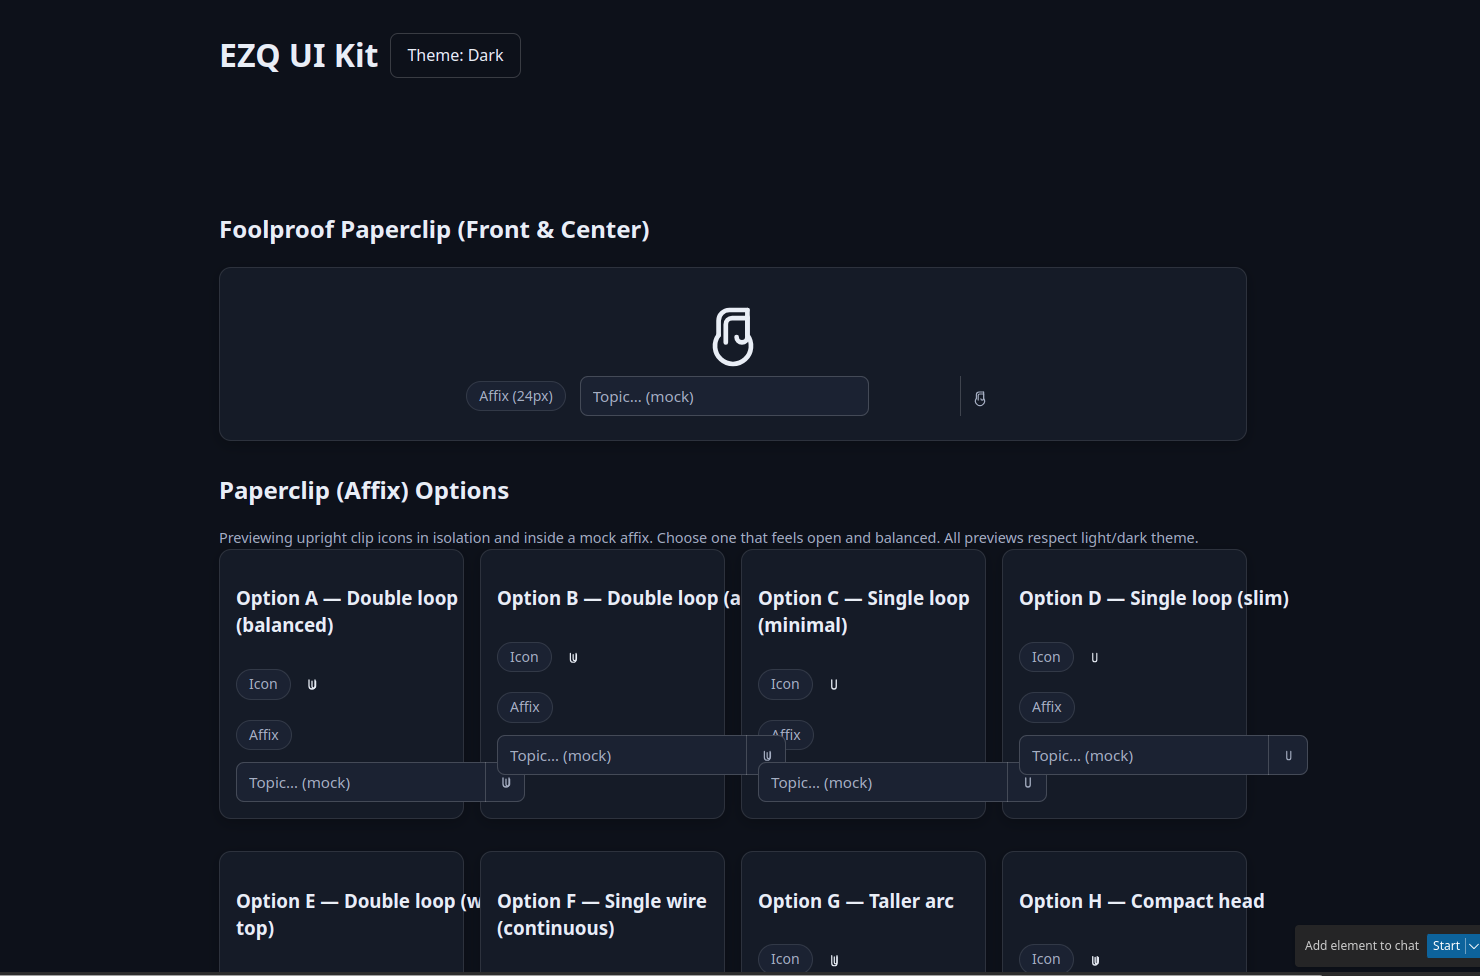 EZQ UI Kit
Theme: Dark
Foolproof Paperclip (Front & Center)
Affix (24px)
Topic... (mock)
Paperclip (Affix) Options
Previewing upright clip icons in isolation and inside a mock affix. Choose one that feels open and balanced. All previews respect light/dark theme.
Option A — Double loop
(balanced)
Icon
Affix
Topic... (mock)
Option B — Double loop (a
Icon
Affix
Topic... (mock)
Option C — Single loop
(minimal)
Icon
Affix
Topic... (mock)
Option D — Single loop (slim)
Icon
Affix
Topic... (mock)
Option E — Double loop (w
top)
Option F — Single wire
(continuous)
Option G — Taller arc
Icon
Option H — Compact head
Icon
Add element to chat
Start